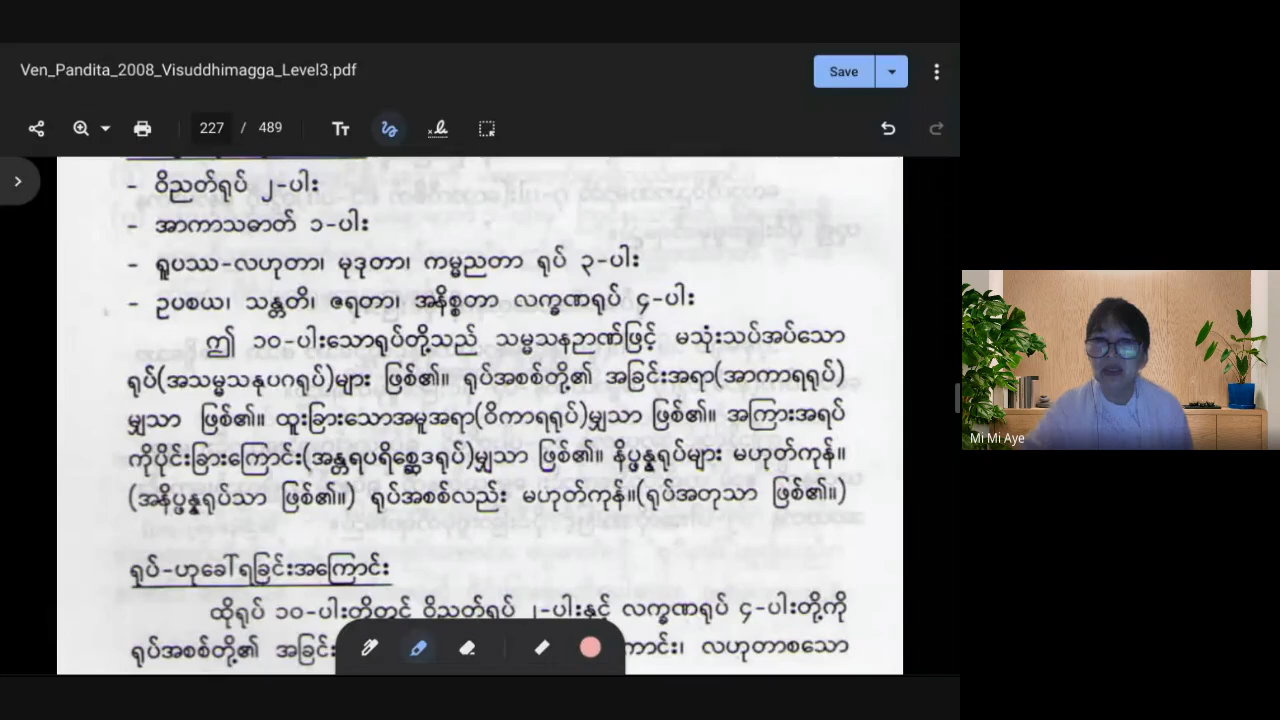 Ven_Pandita_2008_Visuddhimagga_Level3.pdf
Save
227 / 489
- ဝိညတ်ရုပ် ၂-ပါး
- အာကာသဓာတ် ၁-ပါး
- ရူပဿ-လဟုတာ၊ မုဒုတာ၊ ကမ္မညတာ ရုပ် ၃-ပါး
- ဥပစယ၊ သန္တတိ၊ ဇရတာ၊ အနိစ္စတာ လက္ခဏရုပ် ၄-ပါး
ဤ ၁၀-ပါးသောရုပ်တို့သည် သမ္မသနဉာဏ်ဖြင့် မသုံးသပ်အပ်သော
ရုပ်(အသမ္မသနုပဂရုပ်)များ ဖြစ်၏။ ရုပ်အစစ်တို့၏ အခြင်းအရာ(အာကာရရုပ်)
မျှသာ ဖြစ်၏။ ထူးခြားသောအမူအရာ(ဝိကာရရုပ်)မျှသာ ဖြစ်၏။ အကြားအရပ်
ကိုပိုင်းခြားကြောင်း(အန္တရပရိစ္ဆေဒရုပ်)မျှသာ ဖြစ်၏။ နိပ္ဖန္နရုပ်များ မဟုတ်ကုန်။
(အနိပ္ဖန္နရုပ်သာ ဖြစ်၏။) ရုပ်အစစ်လည်း မဟုတ်ကုန်။(ရုပ်အတုသာ ဖြစ်၏။)
ရုပ်-ဟုခေါ်ရခြင်းအကြောင်း
ထိုရုပ် ၁၀-ပါးတို့တွင် ဝိညတ်ရုပ် ၂-ပါးနှင့် လက္ခဏရုပ် ၄-ပါးတို့ကို
ရုပ်အစစ်တို့၏ လဟုတာစသော
Mi Mi Aye